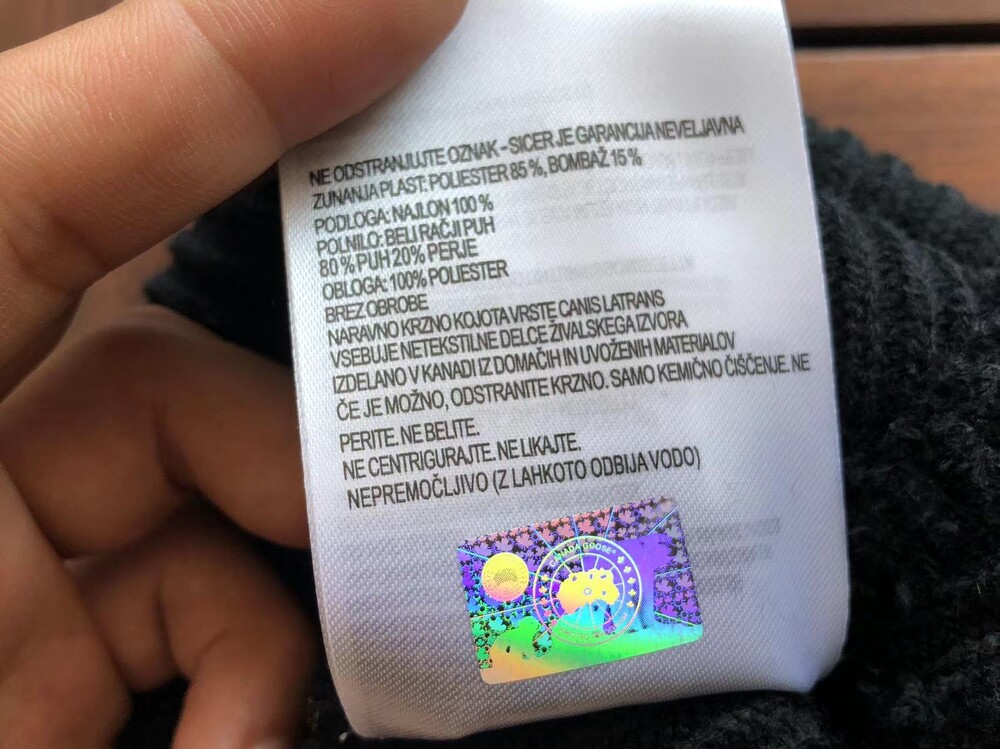 NE ODSTRANJUJTE OZNAK - SICER JE GARANCIJA NEVELJAVNA
ZUNANJA PLAST: POLIESTER 85 %, BOMBAŽ 15 %
PODLOGA: NAJLON 100 %
POLNILO: BELI RAČJI PUH
80 % PUH 20% PERJE
OBLOGA: 100% POLIESTER
BREZ OBROBE
NARAVNO KRZNO KOJOTA VRSTE CANIS LATRANS
VSEBUJE NETEKSTILNE DELCE ŽIVALSKEGA IZVORA
IZDELANO V KANADI IZ DOMAČIH IN UVOŽENIH MATERIALOV
ČE JE MOŽNO, ODSTRANITE KRZNO. SAMO KEMIČNO ČIŠČENJE. NE
PERITE. NE BELITE.
NE CENTRIGURAJTE. NE LIKAJTE.
NEPREMOČLJIVO (Z LAHKOTO ODBIJA VODO)
CANADA GOOSE